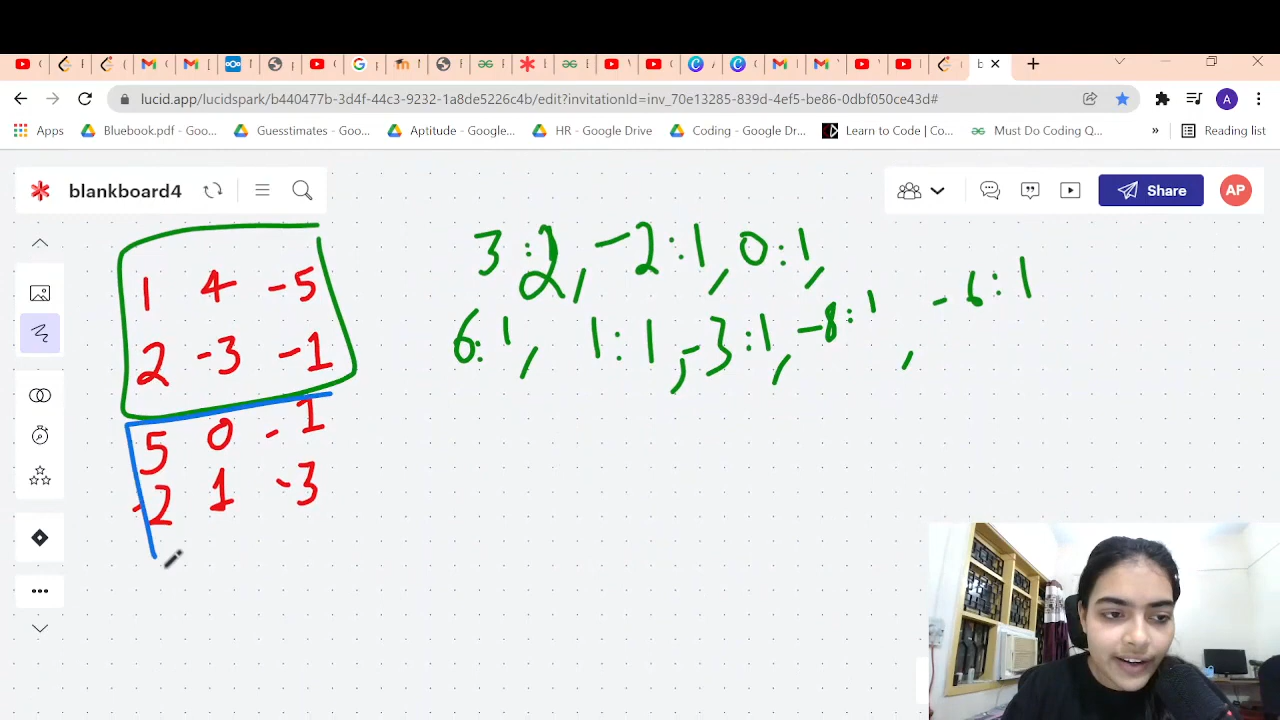 lucid.app/lucidspark/b440477b-3d4f-44c3-9232-1a8de5226c4b/edit?invitationId=inv_70e13285-839d-4ef5-be86-0dbf050ce43d#
A
Apps Bluebook.pdf - Goo... Guesstimates - Goo... Aptitudes - Google... HR - Google Drive Coding - Google Dr... Learn to Code | Co... Must Do Coding Q... » Reading list
blankboard4 Share AP
3:2, -2:1, 0:1,
6:1, 1:1, -3:1, -8:1, -6:1
1 4 -5
2 -3 -1
5 0 -1
-2 1 -3